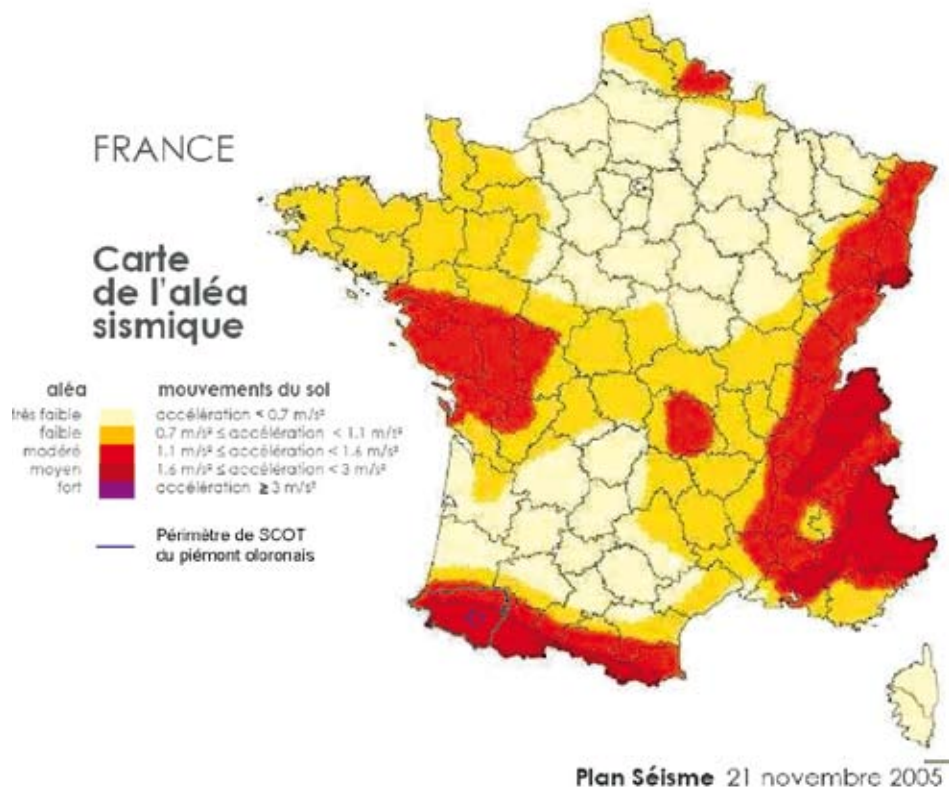 FRANCE
Carte
de l'aléa
sismique
aléa mouvements du sol
très faible accélération < 0.7 m/s²
faible 0.7 m/s² ≤ accélération < 1.1 m/s²
modéré 1.1 m/s² ≤ accélération < 1.6 m/s²
moyen 1.6 m/s² ≤ accélération < 3 m/s²
fort accélération ≥ 3 m/s²
Périmètre de SCOT
du piémont oloronais
Plan Séisme 21 novembre 2005